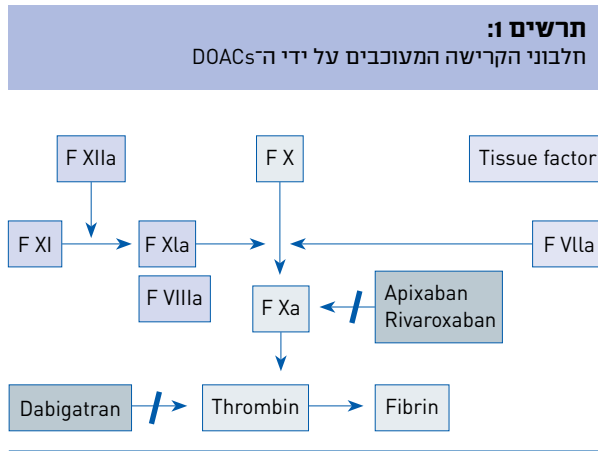 תרשים 1:
חלבוני הקרישה המעוכבים על ידי ה־DOACs
F XIIa
F X
Tissue factor
F XI
F XIa
F VIIa
F VIIIa
F Xa
Apixaban
Rivaroxaban
Dabigatran
Thrombin
Fibrin